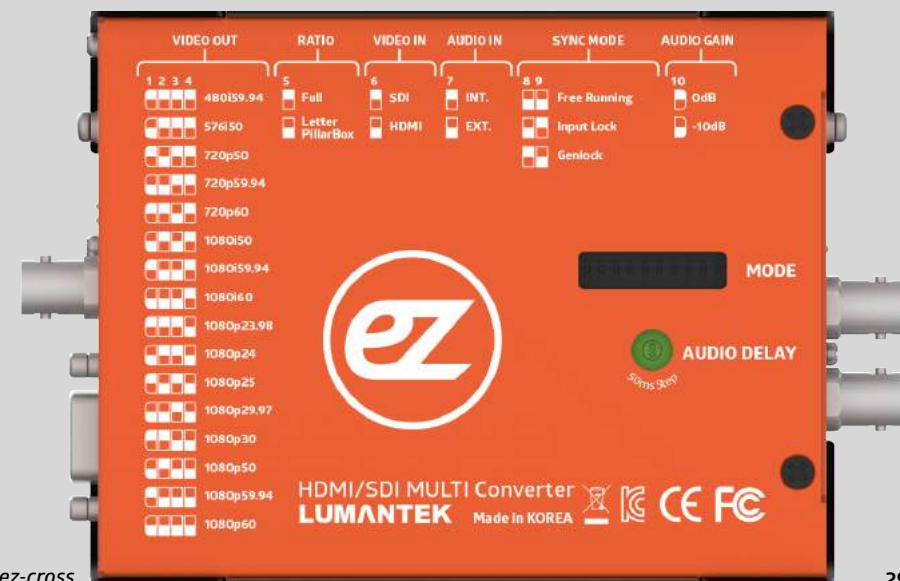 VIDEO OUT RATIO VIDEO IN AUDIO IN SYNC MODE AUDIO GAIN
1 2 3 4 5 6 7 8 9 10
480i59.94 Full SDI INT. Free Running 0dB
576i50 Letter PillarBox HDMI EXT. Input Lock -10dB
720p50 Genlock
720p59.94
720p60
1080i50
1080i59.94
1080i60
1080p23.98
1080p24
1080p25
1080p29.97
1080p30
1080p50
1080p59.94
1080p60
ez
MODE
AUDIO DELAY
50ms Step
HDMI/SDI MULTI Converter
LUMANTEK Made In KOREA CE FC
ez-cross